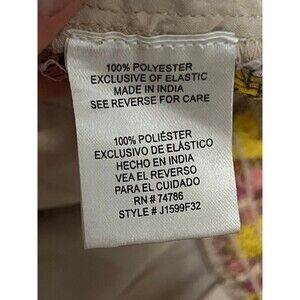 100% POLYESTER
EXCLUSIVE OF ELASTIC
MADE IN INDIA
SEE REVERSE FOR CARE
100% POLIÉSTER
EXCLUSIVO DE ELÁSTICO
HECHO EN INDIA
VEA EL REVERSO
PARA EL CUIDADO
RN # 74786
STYLE # J1599F32